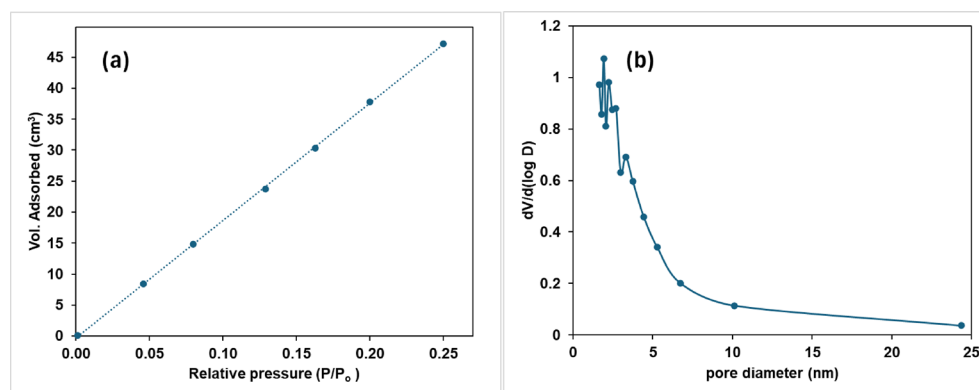 (a)
Vol. Adsorbed (cm³)
45
40
35
30
25
20
15
10
5
0
0.00 0.05 0.10 0.15 0.20 0.25
Relative pressure (P/Pₒ )
(b)
dV/d(log D)
1.2
1
0.8
0.6
0.4
0.2
0
0 5 10 15 20 25
pore diameter (nm)